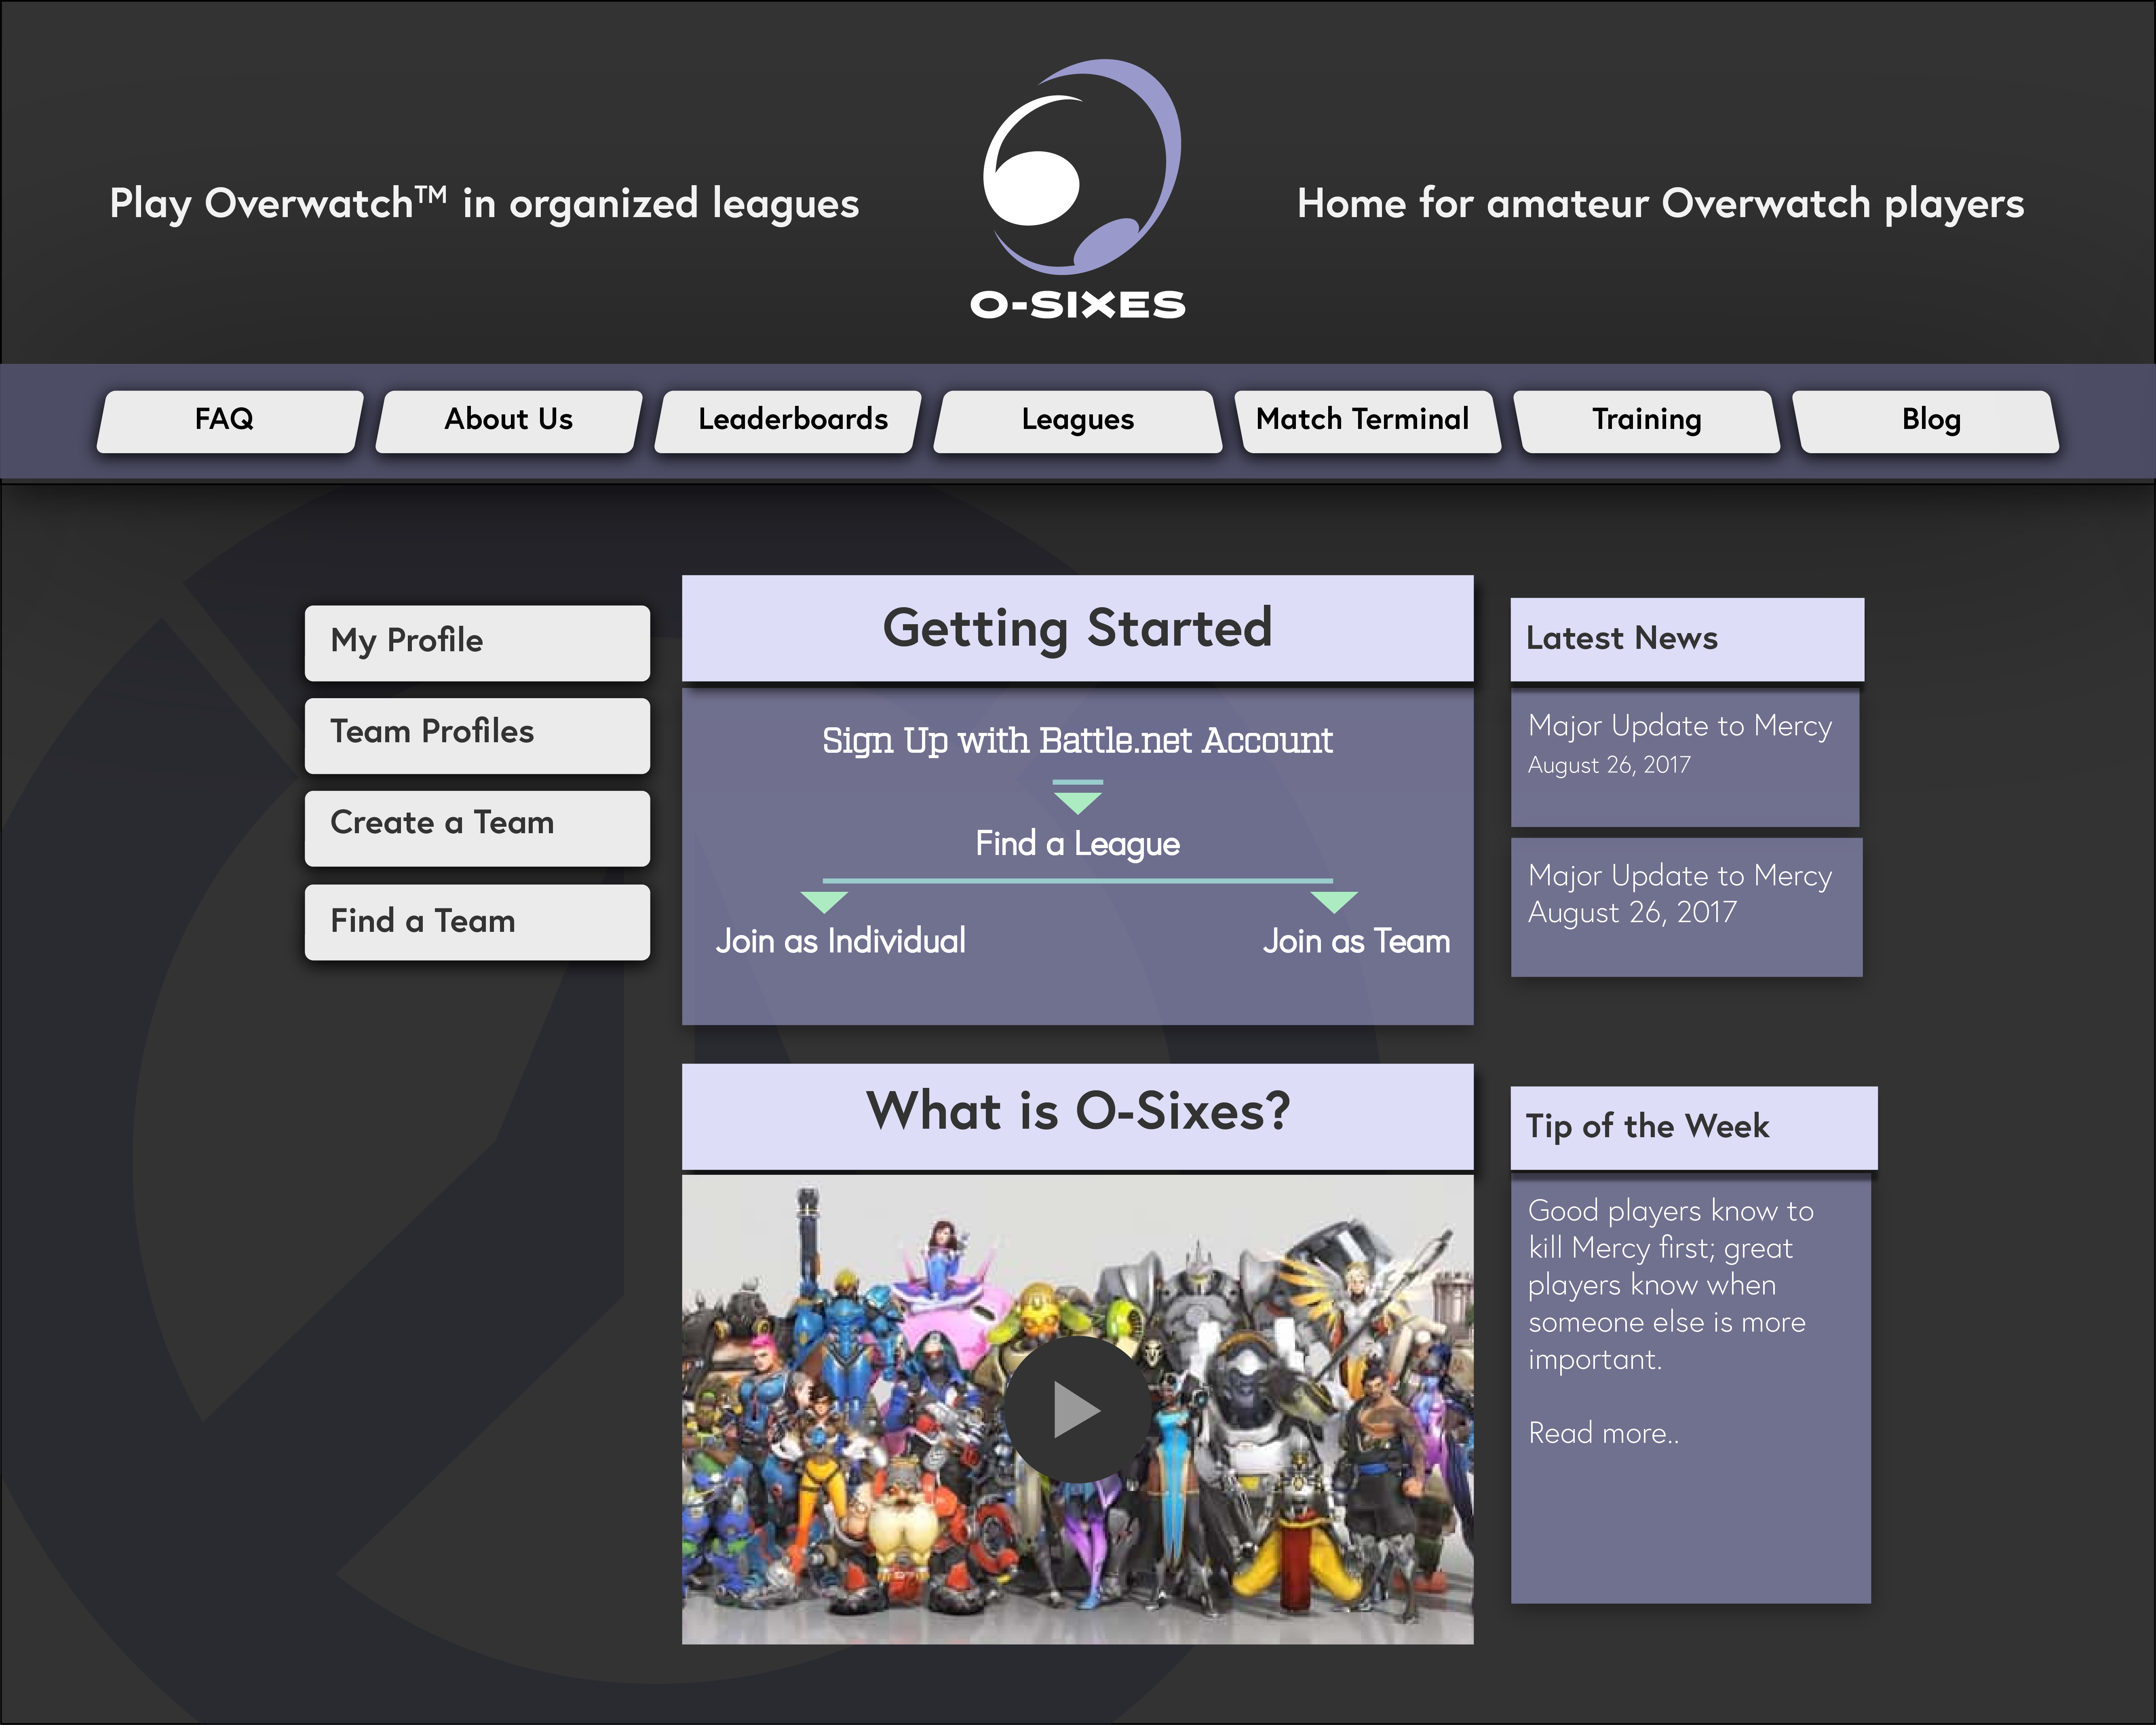 Play Overwatch™ in organized leagues
O-SIXES
Home for amateur Overwatch players
FAQ
About Us
Leaderboards
Leagues
Match Terminal
Training
Blog
My Profile
Team Profiles
Create a Team
Find a Team
Getting Started
Sign Up with Battle.net Account
Find a League
Join as Individual
Join as Team
What is O-Sixes?
Latest News
Major Update to Mercy
August 26, 2017
Major Update to Mercy
August 26, 2017
Tip of the Week
Good players know to
kill Mercy first; great
players know when
someone else is more
important.
Read more..